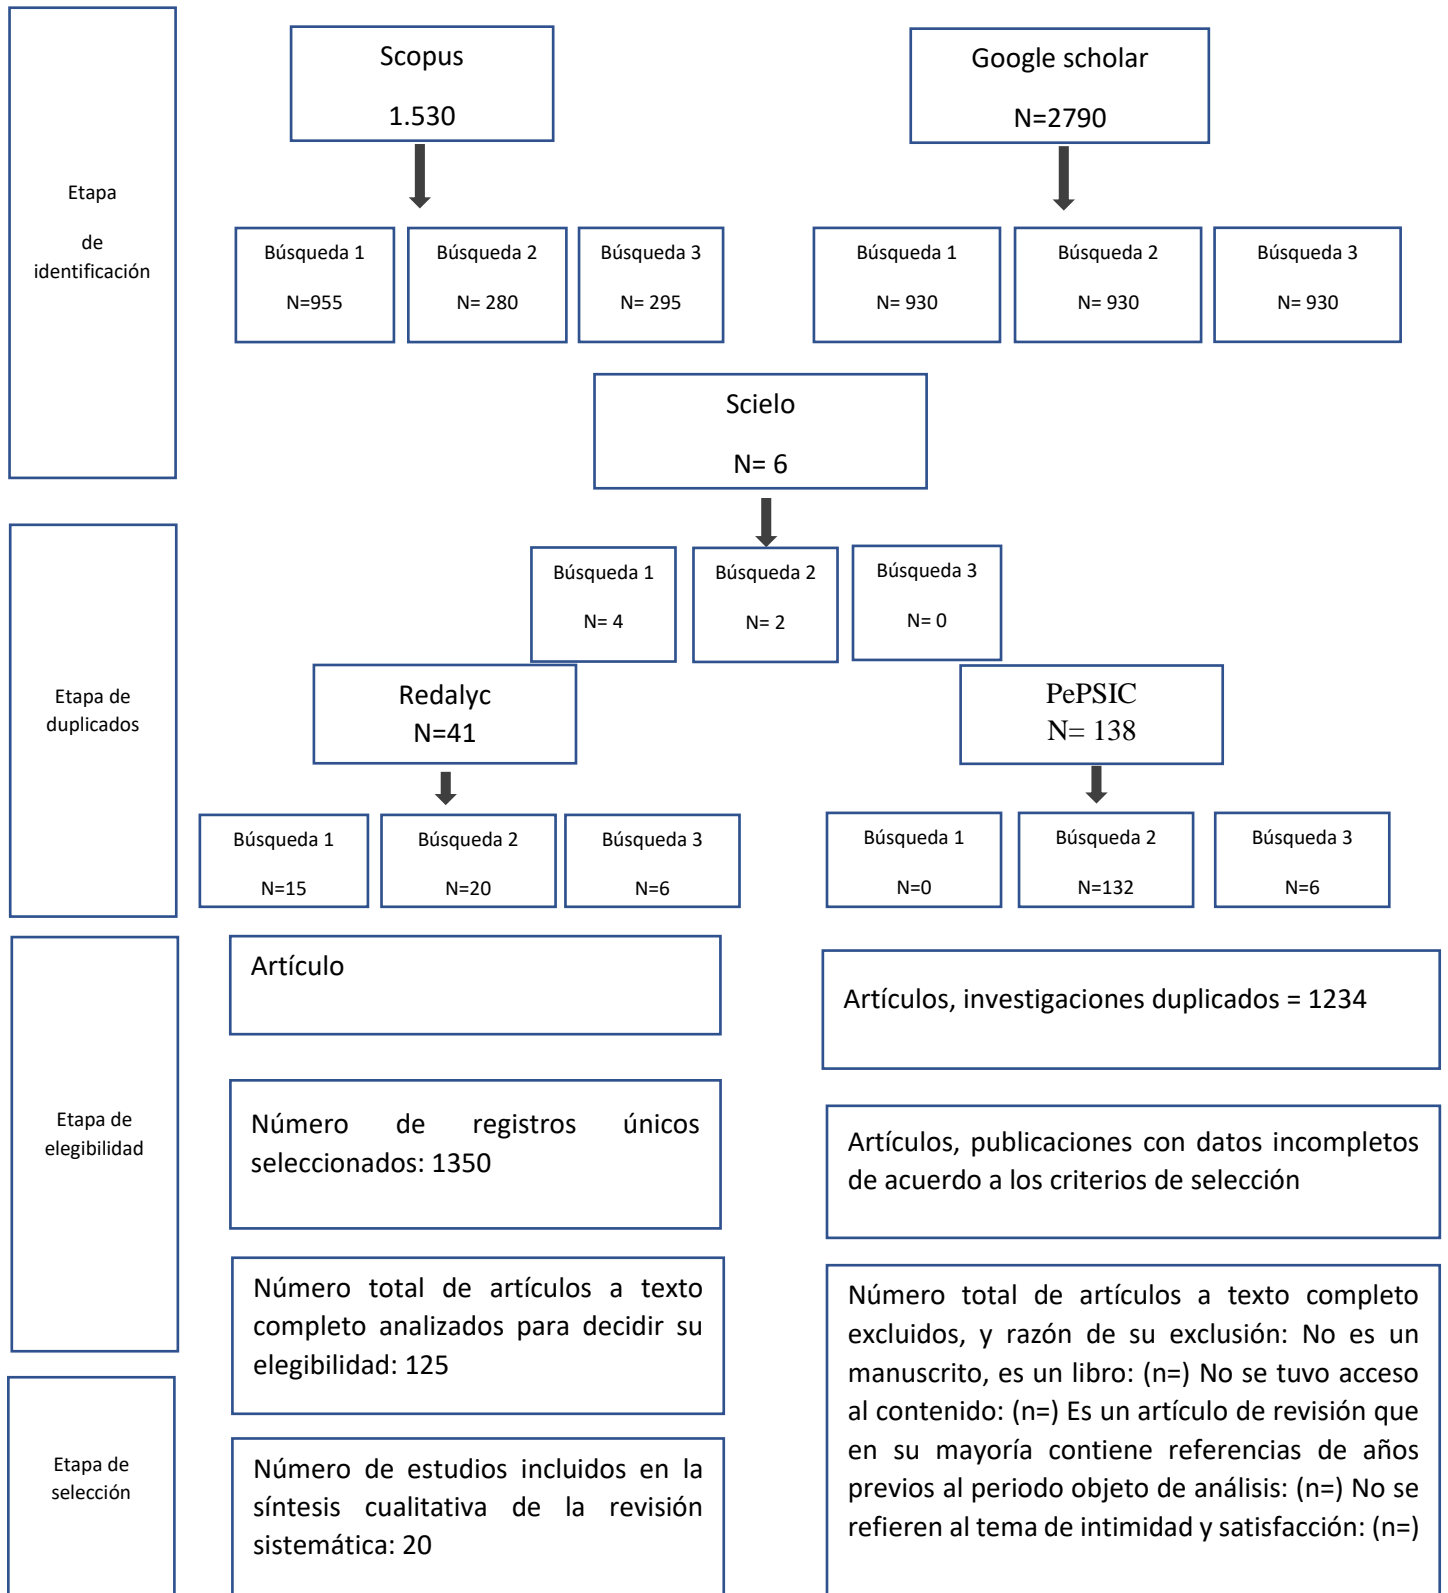 Scopus
1.530
Google scholar
N=2790
Etapa
de
identificación
Búsqueda 1
N=955
Búsqueda 2
N= 280
Búsqueda 3
N= 295
Búsqueda 1
N= 930
Búsqueda 2
N= 930
Búsqueda 3
N= 930
Scielo
N= 6
Búsqueda 1
N= 4
Búsqueda 2
N= 2
Búsqueda 3
N= 0
Etapa de
duplicados
Redalyc
N=41
PePSIC
N= 138
Búsqueda 1
N=15
Búsqueda 2
N=20
Búsqueda 3
N=6
Búsqueda 1
N=0
Búsqueda 2
N=132
Búsqueda 3
N=6
Etapa de
elegibilidad
Artículo
Artículos, investigaciones duplicados = 1234
Número de registros únicos
seleccionados: 1350
Artículos, publicaciones con datos incompletos
de acuerdo a los criterios de selección
Número total de artículos a texto
completo analizados para decidir su
elegibilidad: 125
Número total de artículos a texto completo
excluidos, y razón de su exclusión: No es un
manuscrito, es un libro: (n=) No se tuvo acceso
al contenido: (n=) Es un artículo de revisión que
en su mayoría contiene referencias de años
previos al periodo objeto de análisis: (n=) No se
refieren al tema de intimidad y satisfacción: (n=)
Etapa de
selección
Número de estudios incluidos en la
síntesis cualitativa de la revisión
sistemática: 20